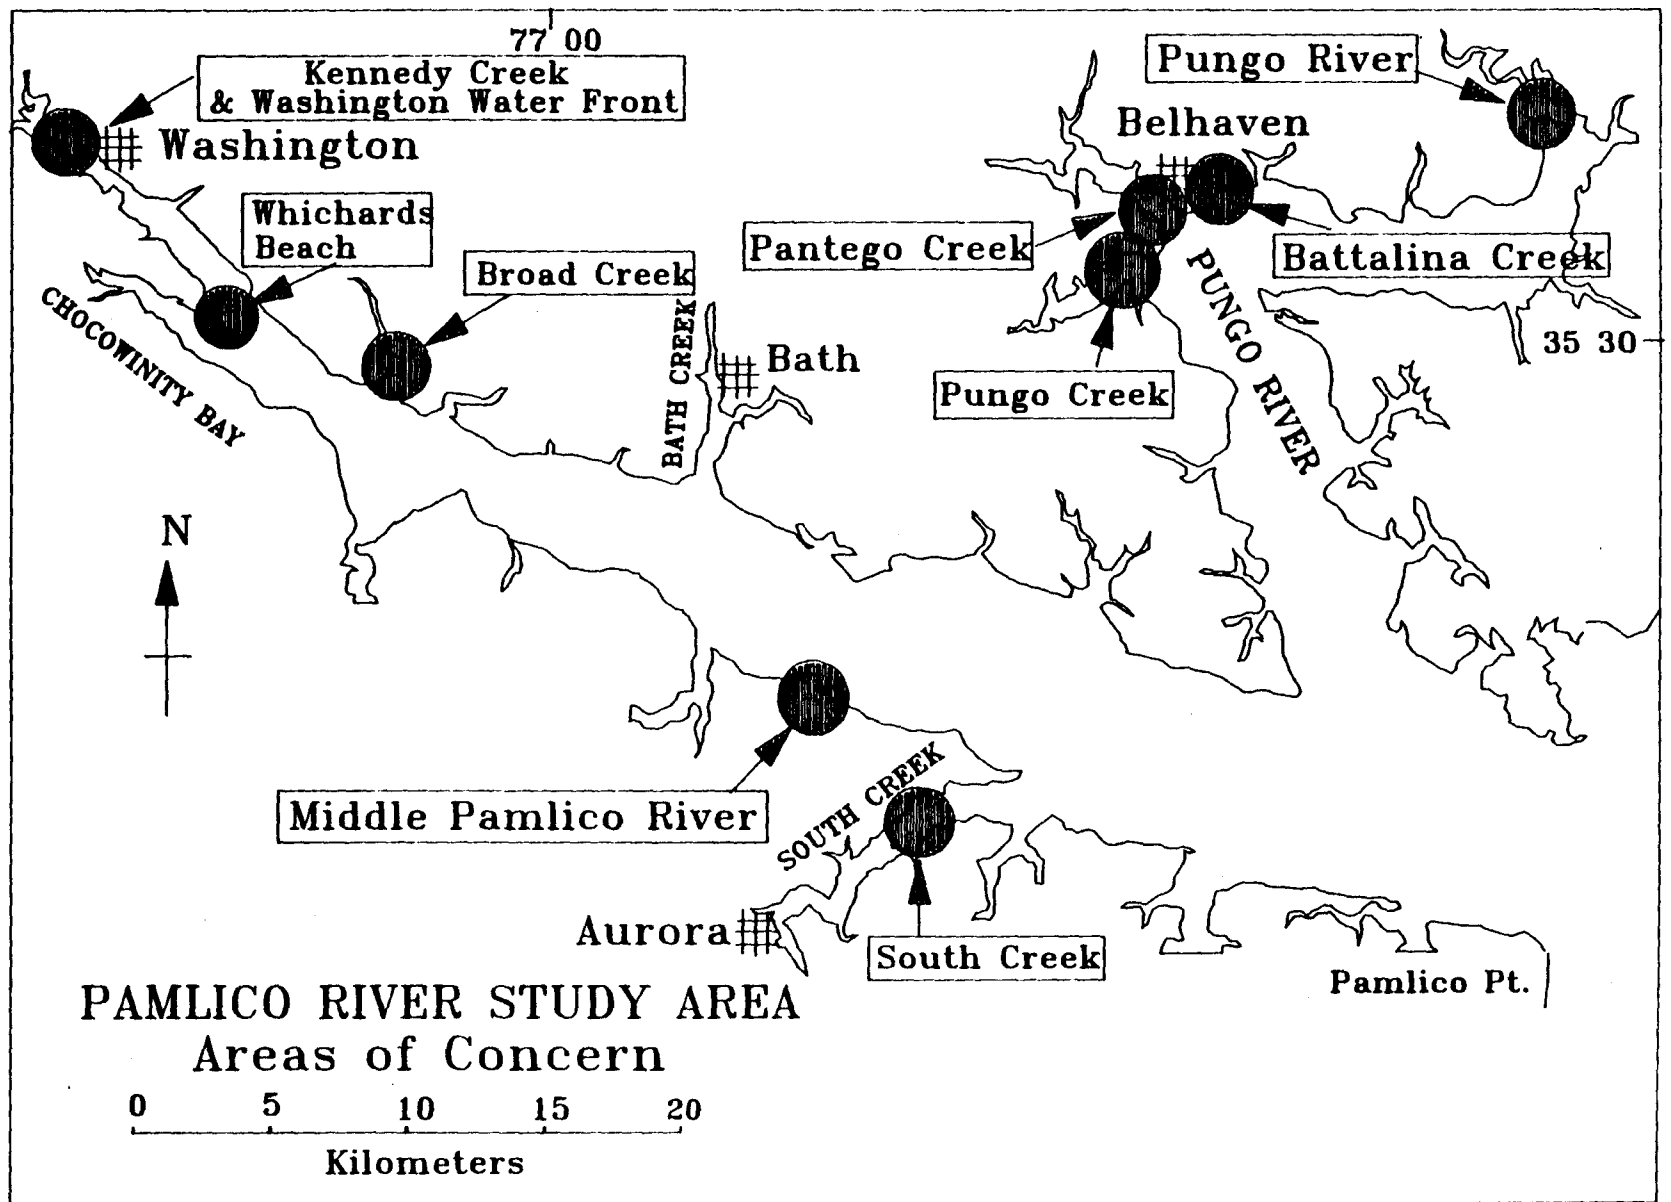 77 00
Kennedy Creek
& Washington Water Front
Washington
Whichards
Beach
Broad Creek
CHOCOWINITY BAY
BATH CREEK
Bath
Pungo River
Belhaven
Pantego Creek
Battalina Creek
Pungo Creek
PUNGO RIVER
35 30
N
Middle Pamlico River
SOUTH CREEK
Aurora
South Creek
Pamlico Pt.
PAMLICO RIVER STUDY AREA
Areas of Concern
0 5 10 15 20
Kilometers